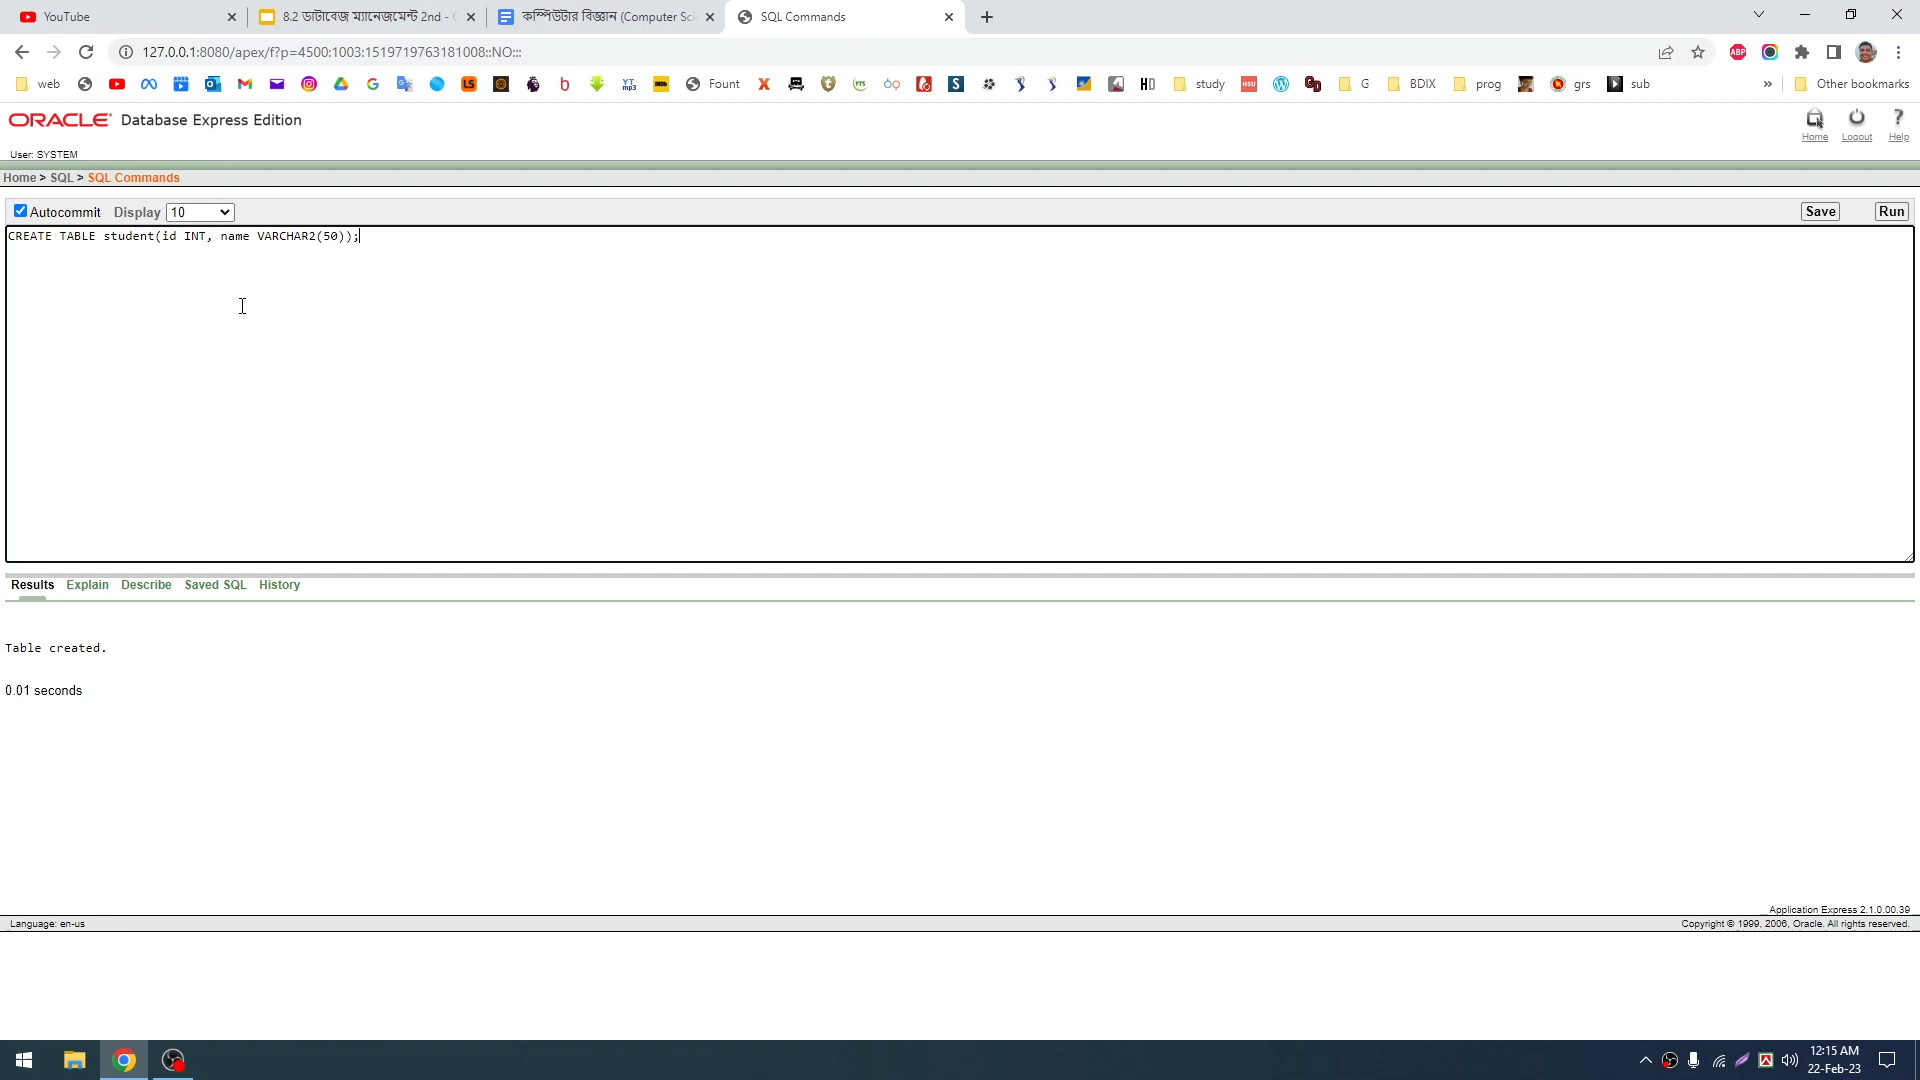 YouTube
8.2 ডাটাবেজ ম্যানেজমেন্ট 2nd - 
কম্পিউটার বিজ্ঞান (Computer Sci
SQL Commands
127.0.0.1:8080/apex/f?p=4500:1003:1519719763181008::NO:::
web
Fount
study
G
BDIX
prog
grs
sub
»
Other bookmarks
ORACLE Database Express Edition
Home
Logout
Help
User: SYSTEM
Home > SQL > SQL Commands
Autocommit Display 10
Save
Run
CREATE TABLE student(id INT, name VARCHAR2(50));
Results Explain Describe Saved SQL History
Table created.
0.01 seconds
Application Express 2.1.0.00.39
Language: en-us
Copyright © 1999, 2006, Oracle. All rights reserved.
12:15 AM
22-Feb-23